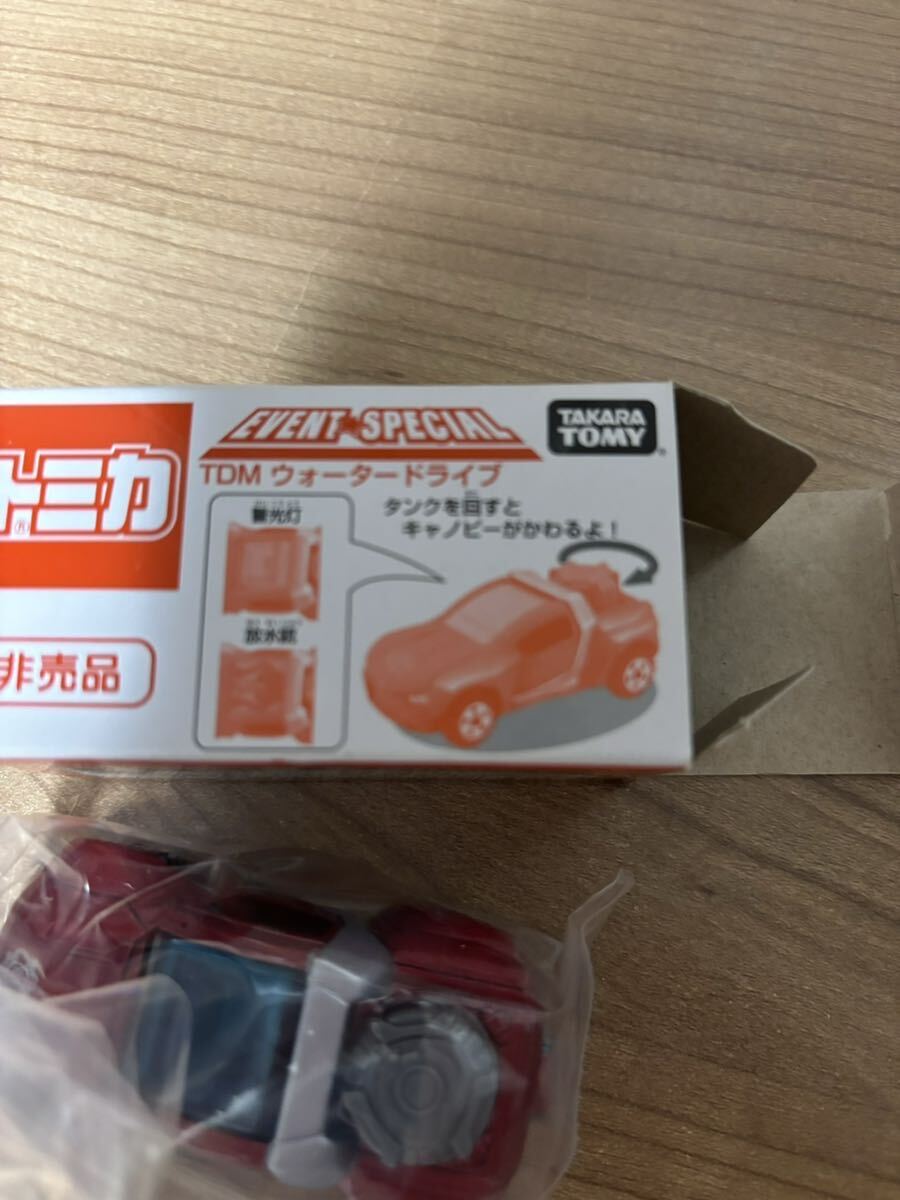 トミカ®
非売品
EVENT SPECIAL
TAKARA TOMY
TDM ウォータードライブ
警光灯
放水銃
タンクを回すと
キャノピーがかわるよ！